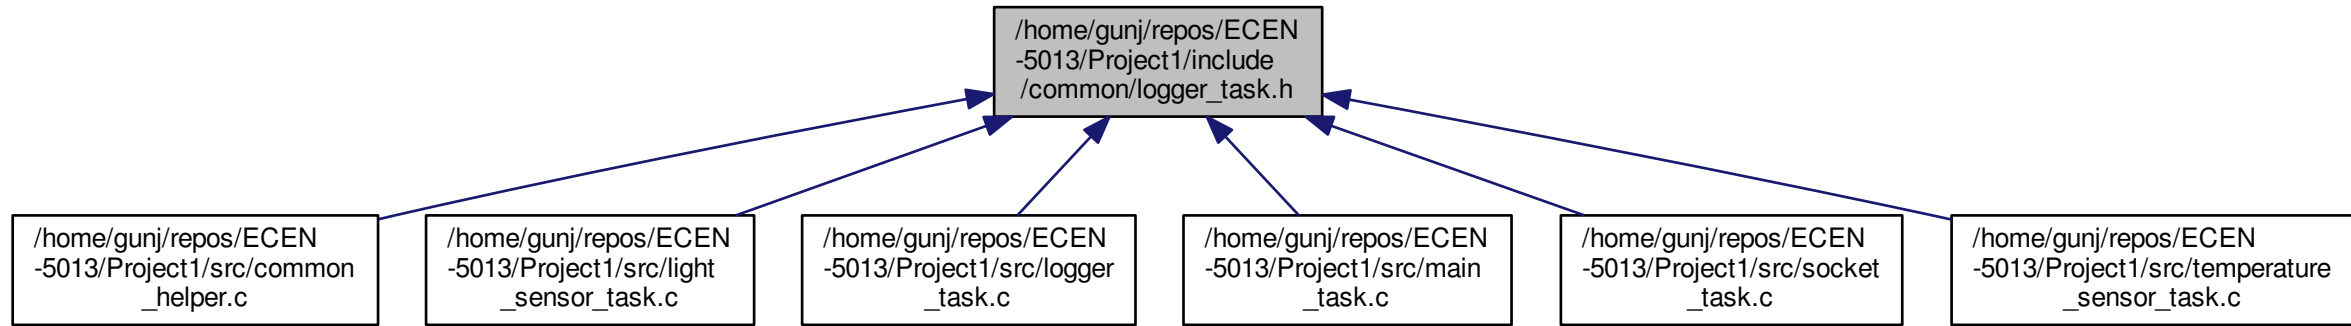 /home/gunj/repos/ECEN
-5013/Project1/include
/common/logger_task.h
/home/gunj/repos/ECEN
-5013/Project1/src/common
_helper.c
/home/gunj/repos/ECEN
-5013/Project1/src/light
_sensor_task.c
/home/gunj/repos/ECEN
-5013/Project1/src/logger
_task.c
/home/gunj/repos/ECEN
-5013/Project1/src/main
_task.c
/home/gunj/repos/ECEN
-5013/Project1/src/socket
_task.c
/home/gunj/repos/ECEN
-5013/Project1/src/temperature
_sensor_task.c